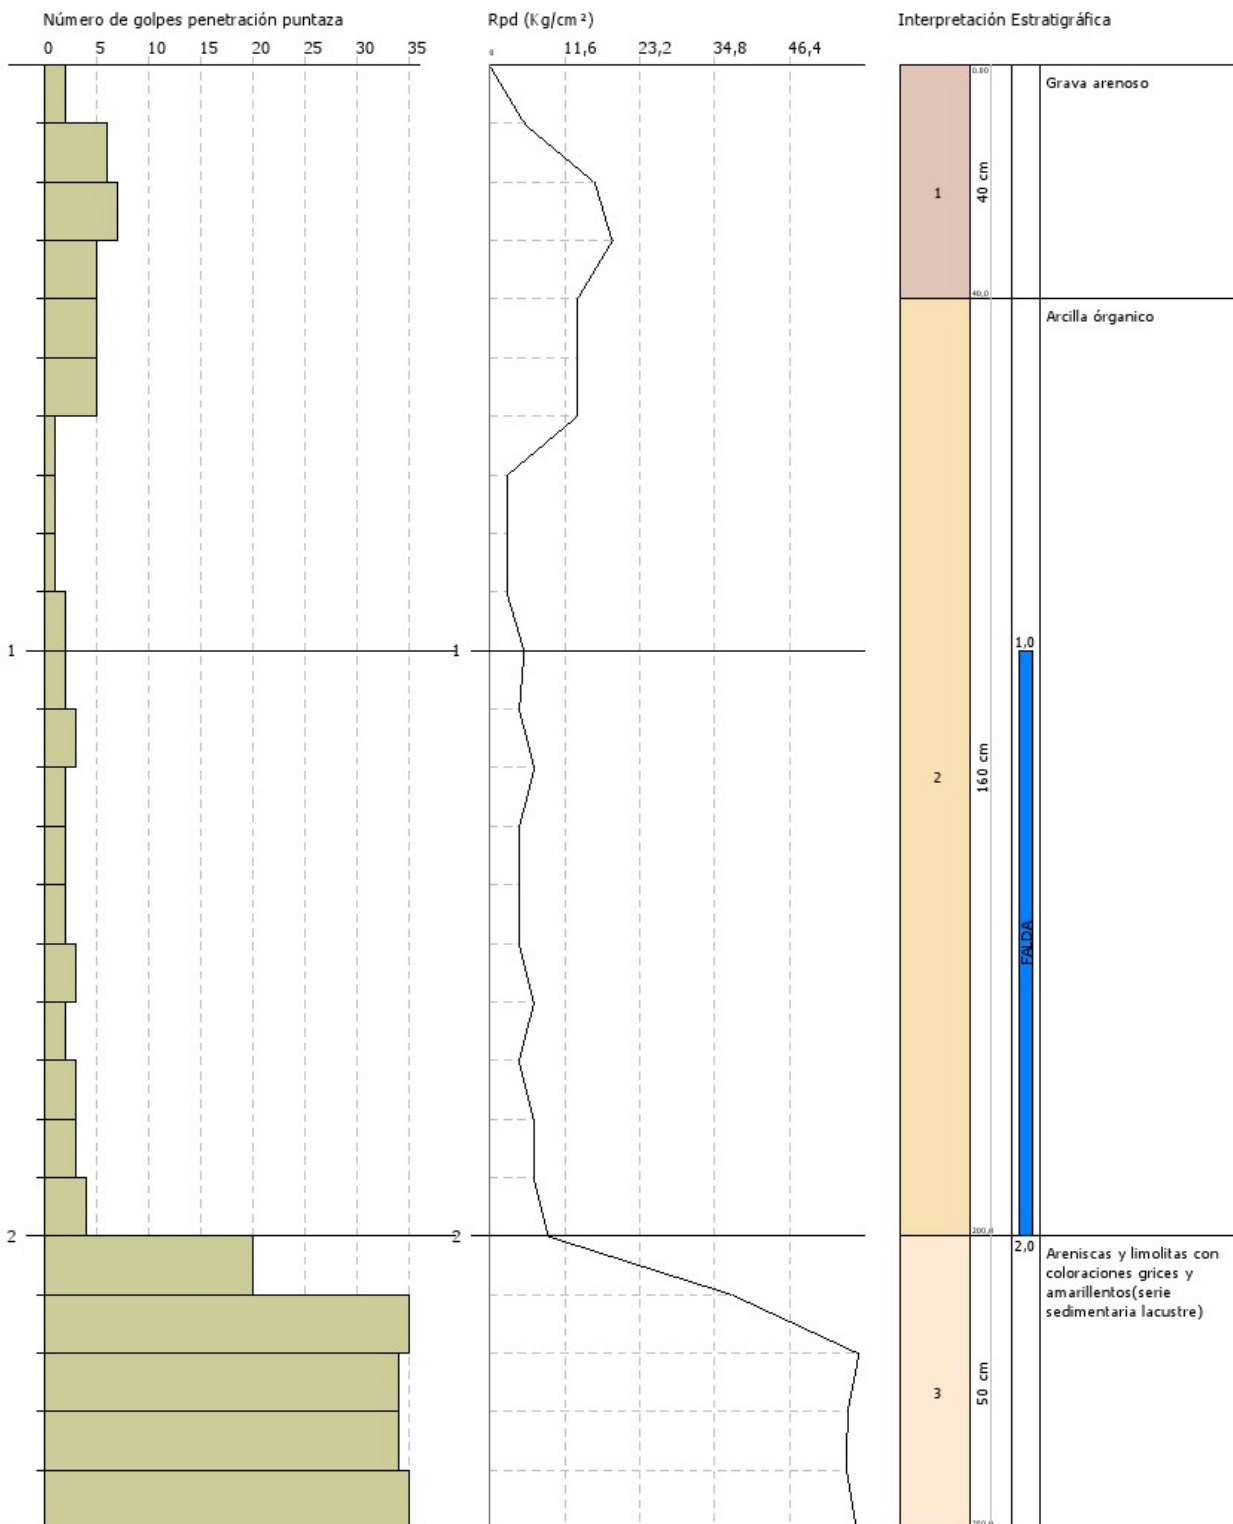 Número de golpes penetración puntaza
Rpd (Kg/cm²)
Interpretación Estratigráfica
0 5 10 15 20 25 30 35
0 11,6 23,2 34,8 46,4
0.00
Grava arenoso
1
40 cm
40,0
Arcilla órganico
1
1
1,0
2
160 cm
FALDA
2
2
200,0
2,0
Areniscas y limolitas con
coloraciones grices y
amarillentos(serie
sedimentaria lacustre)
3
50 cm